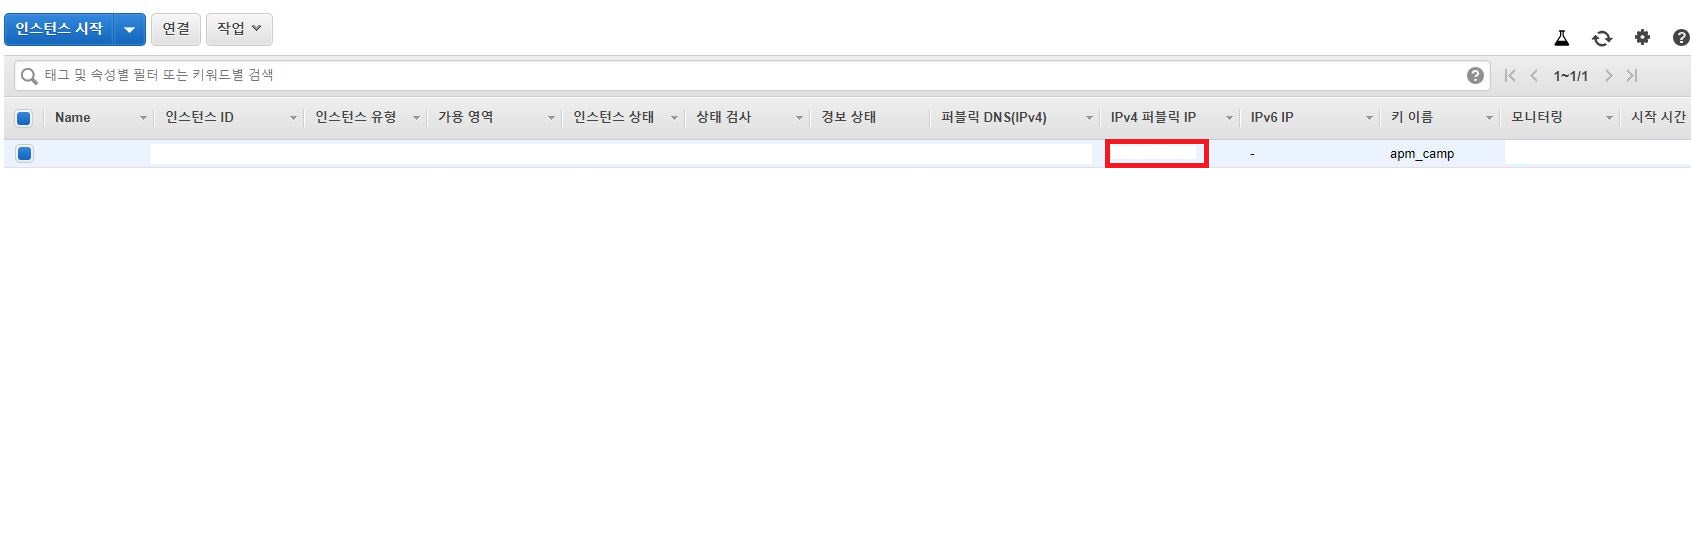 인스턴스 시작 연결 작업
태그 및 속성별 필터 또는 키워드별 검색 1~1/1
Name 인스턴스 ID 인스턴스 유형 가용 영역 인스턴스 상태 상태 검사 경보 상태 퍼블릭 DNS(IPv4) IPv4 퍼블릭 IP IPv6 IP 키 이름 모니터링 시작 시간
- apm_camp